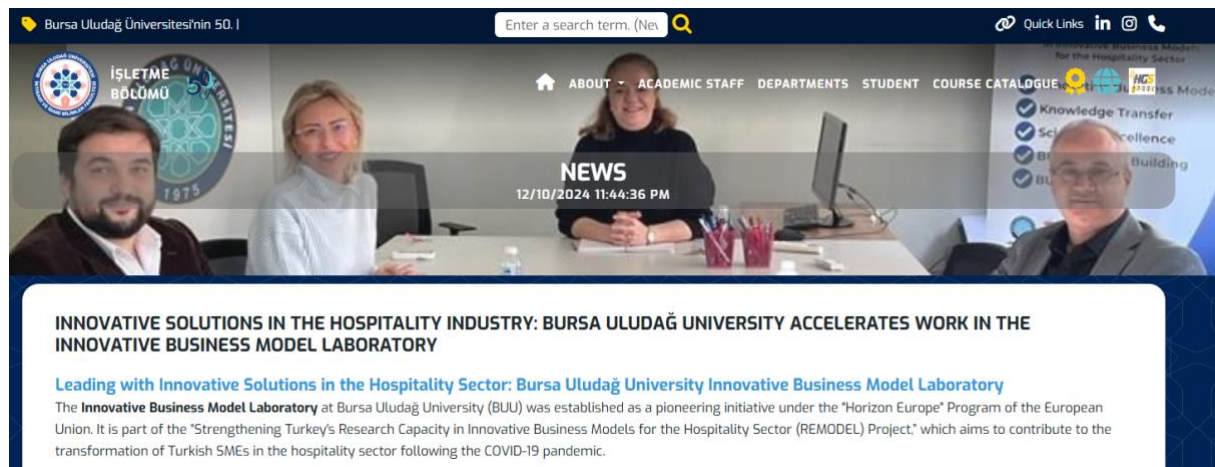 Bursa Uludağ Üniversitesi'nin 50. |
Enter a search term. (Nev
Quick Links
İŞLETME
BÖLÜMÜ
ABOUT
ACADEMIC STAFF
DEPARTMENTS
STUDENT
COURSE CATALOGUE
for the Hospitality Sector
Knowledge Transfer
Building
1975
NEWS
12/10/2024 11:44:36 PM
INNOVATIVE SOLUTIONS IN THE HOSPITALITY INDUSTRY: BURSA ULUDAĞ UNIVERSITY ACCELERATES WORK IN THE
INNOVATIVE BUSINESS MODEL LABORATORY
Leading with Innovative Solutions in the Hospitality Sector: Bursa Uludağ University Innovative Business Model Laboratory
The Innovative Business Model Laboratory at Bursa Uludağ University (BUU) was established as a pioneering initiative under the "Horizon Europe" Program of the European
Union. It is part of the "Strengthening Turkey's Research Capacity in Innovative Business Models for the Hospitality Sector (REMODEL) Project," which aims to contribute to the
transformation of Turkish SMEs in the hospitality sector following the COVID-19 pandemic.